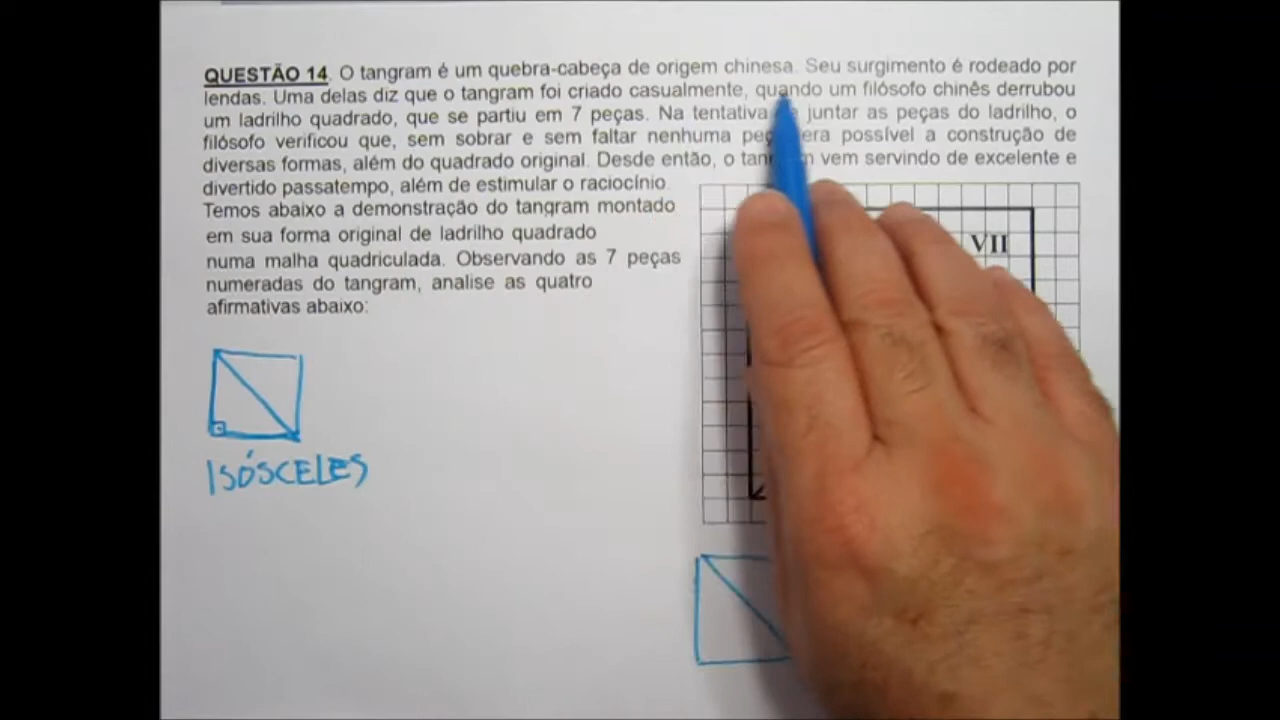 QUESTÃO 14. O tangram é um quebra-cabeça de origem chinesa. Seu surgimento é rodeado por
lendas. Uma delas diz que o tangram foi criado casualmente, quando um filósofo chinês derrubou
um ladrilho quadrado, que se partiu em 7 peças. Na tentativa juntar as peças do ladrilho, o
filósofo verificou que, sem sobrar e sem faltar nenhuma era possível a construção de
diversas formas, além do quadrado original. Desde então, o vem servindo de excelente e
divertido passatempo, além de estimular o raciocínio.
Temos abaixo a demonstração do tangram montado
em sua forma original de ladrilho quadrado
numa malha quadriculada. Observando as 7 peças
numeradas do tangram, analise as quatro
afirmativas abaixo:
VII
ISÓSCELES